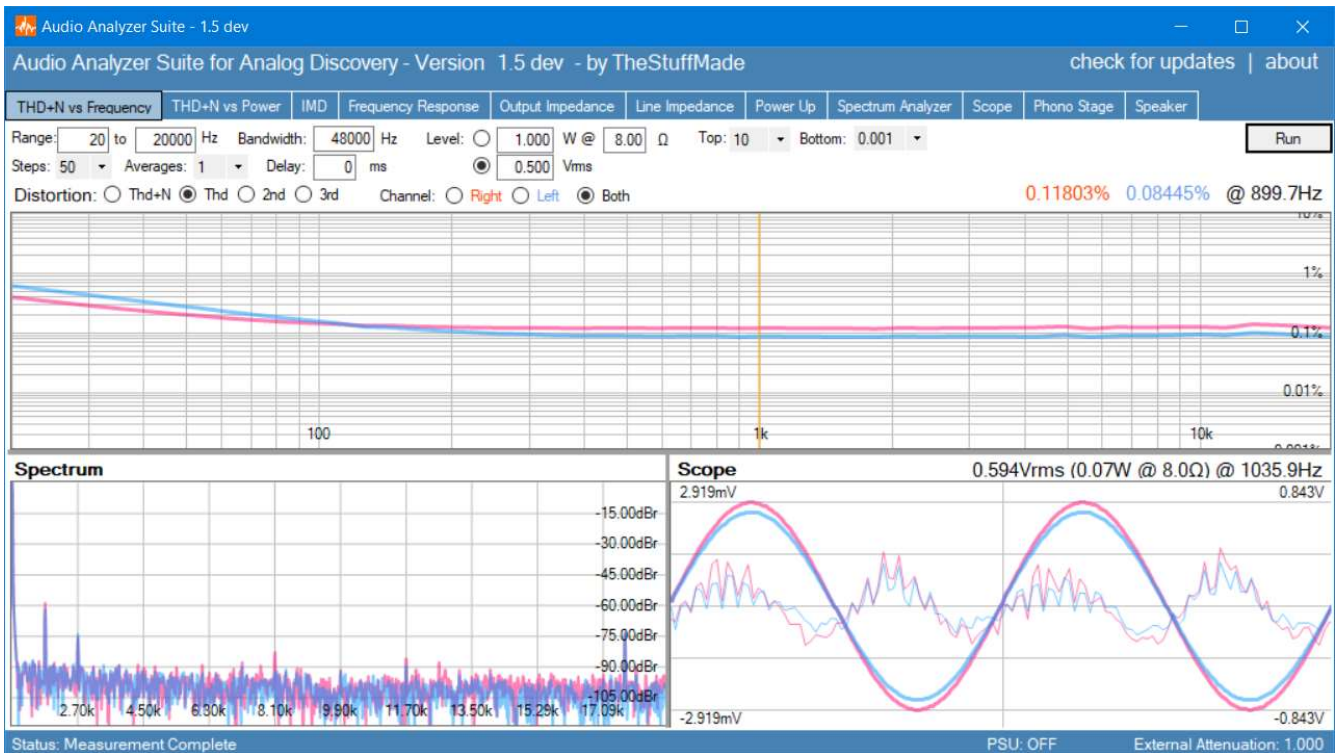 Audio Analyzer Suite - 1.5 dev
Audio Analyzer Suite for Analog Discovery - Version 1.5 dev - by TheStuffMade check for updates | about
THD+N vs Frequency THD+N vs Power IMD Frequency Response Output Impedance Line Impedance Power Up Spectrum Analyzer Scope Phono Stage Speaker
Range: 20 to 20000 Hz Bandwidth: 48000 Hz Level: 1.000 W @ 8.00 Ω Top: 10 Bottom: 0.001 Run
Steps: 50 Averages: 1 Delay: 0 ms 0.500 Vrms
Distortion: Thd+N Thd 2nd 3rd Channel: Right Left Both 0.11803% 0.08445% @ 899.7Hz
10%
1%
0.1%
0.01%
100 1k 10k
0.001%
Spectrum
-15.00dBr
-30.00dBr
-45.00dBr
-60.00dBr
-75.00dBr
-90.00dBr
-105.00dBr
2.70k 4.50k 6.30k 8.10k 9.90k 11.70k 13.50k 15.29k 17.09k
Scope 0.594Vrms (0.07W @ 8.0Ω) @ 1035.9Hz
2.919mV 0.843V
-2.919mV -0.843V
Status: Measurement Complete PSU: OFF External Attenuation: 1.000